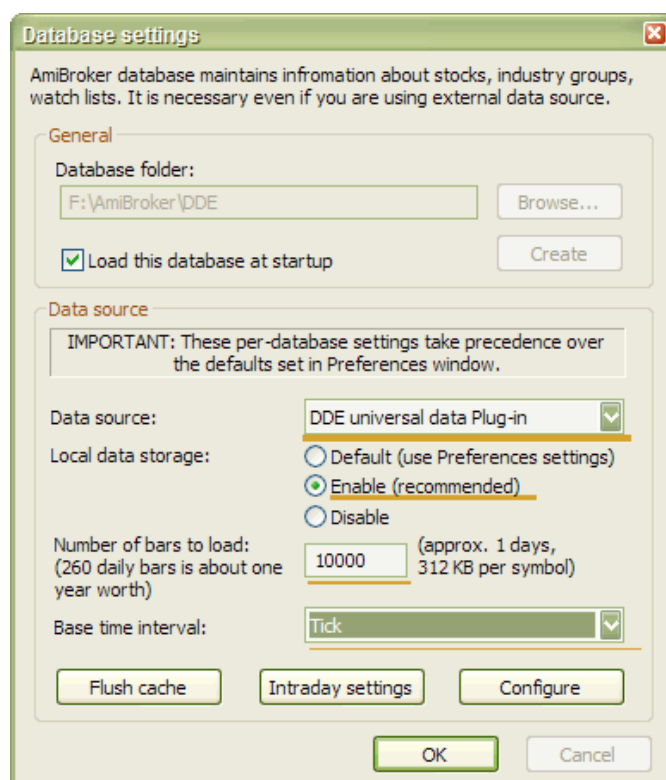 Database settings
AmiBroker database maintains infromation about stocks, industry groups,
watch lists. It is necessary even if you are using external data source.
General
Database folder:
F:\AmiBroker\DDE
Browse...
Load this database at startup
Create
Data source
IMPORTANT: These per-database settings take precedence over
the defaults set in Preferences window.
Data source:
DDE universal data Plug-in
Local data storage:
Default (use Preferences settings)
Enable (recommended)
Disable
Number of bars to load:
(260 daily bars is about one
year worth)
10000
(approx. 1 days,
312 KB per symbol)
Base time interval:
Tick
Flush cache
Intraday settings
Configure
OK
Cancel